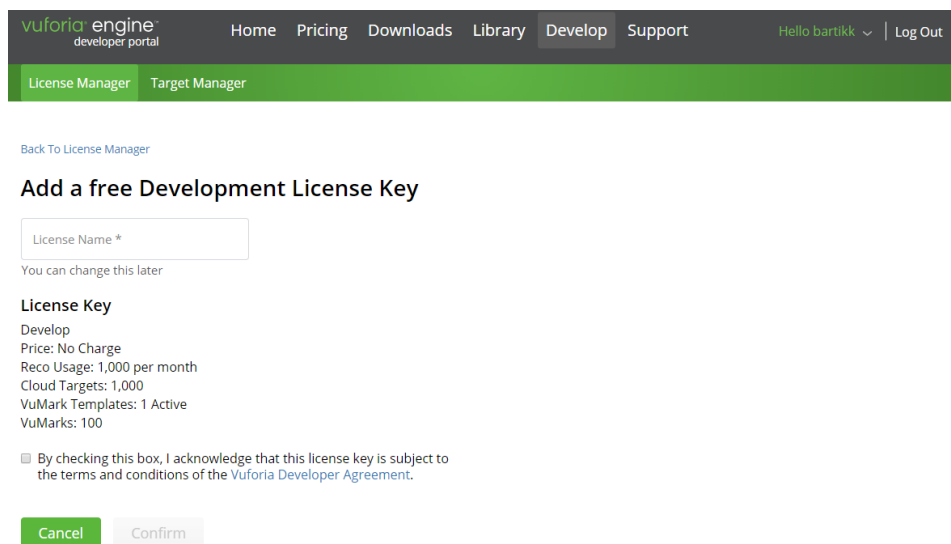 vuforia engine™
developer portal
Home Pricing Downloads Library Develop Support
Hello bartikk
Log Out
License Manager Target Manager
Back To License Manager
Add a free Development License Key
License Name *
You can change this later
License Key
Develop
Price: No Charge
Reco Usage: 1,000 per month
Cloud Targets: 1,000
VuMark Templates: 1 Active
VuMarks: 100
By checking this box, I acknowledge that this license key is subject to
the terms and conditions of the Vuforia Developer Agreement.
Cancel Confirm